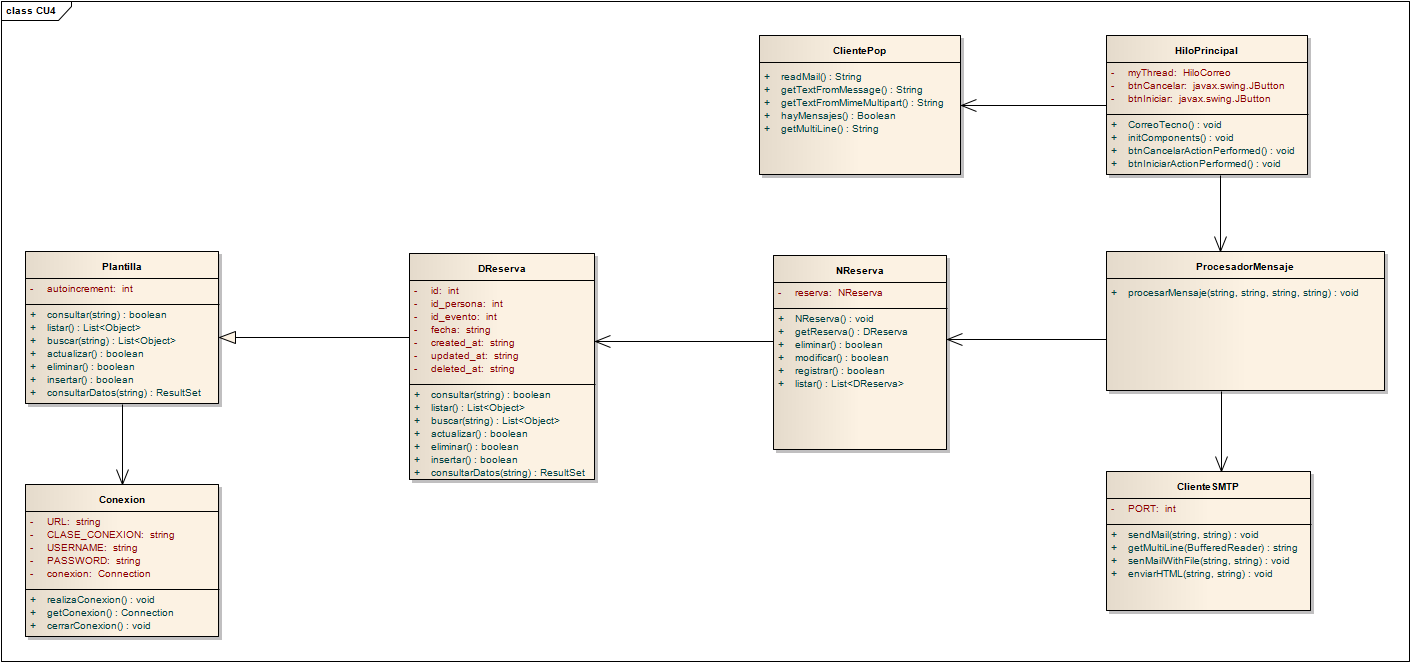 class CU4
ClientePop
+ readMail() : String
+ getTextFromMessage() : String
+ getTextFromMimeMultipart() : String
+ hayMensajes() : Boolean
+ getMultiLine() : String
HiloPrincipal
- myThread: HiloCorreo
- btnCancelar: javax.swing.JButton
- btnIniciar: javax.swing.JButton
+ CorreoTecno() : void
+ initComponents() : void
+ btnCancelarActionPerformed() : void
+ btnIniciarActionPerformed() : void
Plantilla
- autoincrement: int
+ consultar(string) : boolean
+ listar() : List<Object>
+ buscar(string) : List<Object>
+ actualizar() : boolean
+ eliminar() : boolean
+ insertar() : boolean
+ consultarDatos(string) : ResultSet
DReserva
- id: int
- id_persona: int
- id_evento: int
- fecha: string
- created_at: string
- updated_at: string
- deleted_at: string
+ consultar(string) : boolean
+ listar() : List<Object>
+ buscar(string) : List<Object>
+ actualizar() : boolean
+ eliminar() : boolean
+ insertar() : boolean
+ consultarDatos(string) : ResultSet
NReserva
- reserva: NReserva
+ NReserva() : void
+ getReserva() : DReserva
+ eliminar() : boolean
+ modificar() : boolean
+ registrar() : boolean
+ listar() : List<DReserva>
ProcesadorMensaje
+ procesarMensaje(string, string, string, string) : void
Conexion
- URL: string
- CLASE_CONEXION: string
- USERNAME: string
- PASSWORD: string
- conexion: Connection
+ realizaConexion() : void
+ getConexion() : Connection
+ cerrarConexion() : void
ClienteSMTP
- PORT: int
+ sendMail(string, string) : void
+ getMultiLine(BufferedReader) : string
+ senMailWithFile(string, string) : void
+ enviarHTML(string, string) : void